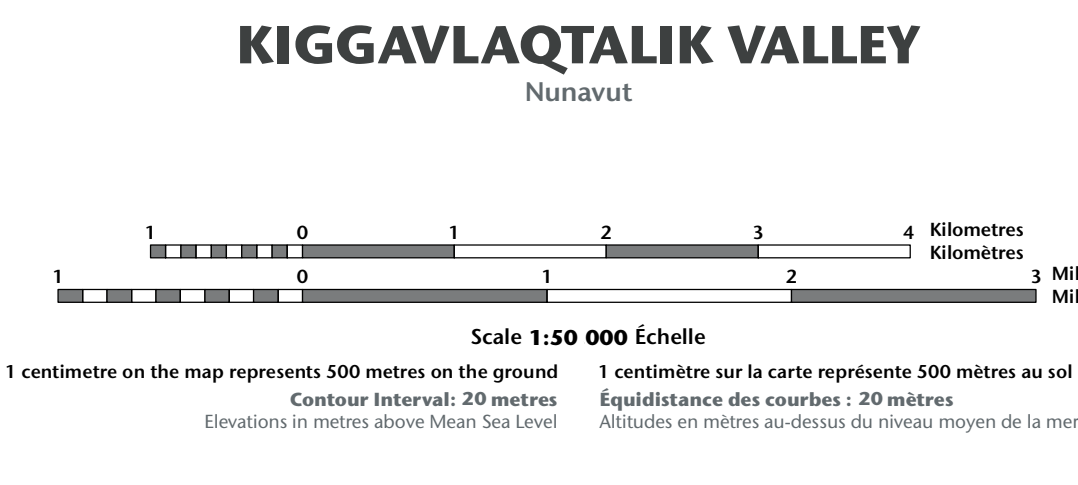 KIGGAVLAQTALIK VALLEY
Nunavut
1 0 1 2 3 4 Kilometres
Kilomètres
1 0 1 2 3 Mil
Mil
Scale 1:50 000 Échelle
1 centimetre on the map represents 500 metres on the ground
1 centimètre sur la carte représente 500 mètres au sol
Contour Interval: 20 metres
Équidistance des courbes : 20 mètres
Elevations in metres above Mean Sea Level
Altitudes en mètres au-dessus du niveau moyen de la mer